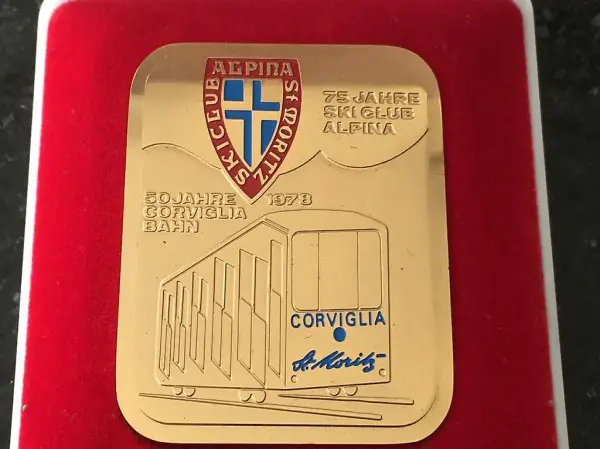 SKICLUB ALPINA St. MORITZ
75 JAHRE
SKI CLUB
ALPINA
50 JAHRE 1978
CORVIGLIA
BAHN
CORVIGLIA
St. Moritz